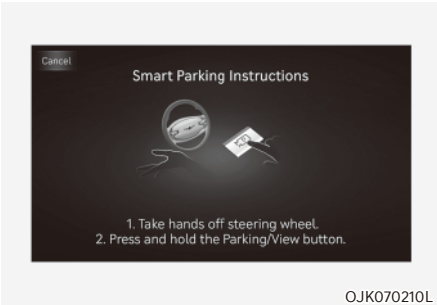 Cancel
Smart Parking Instructions
1. Take hands off steering wheel.
2. Press and hold the Parking/View button.
OJK070210L